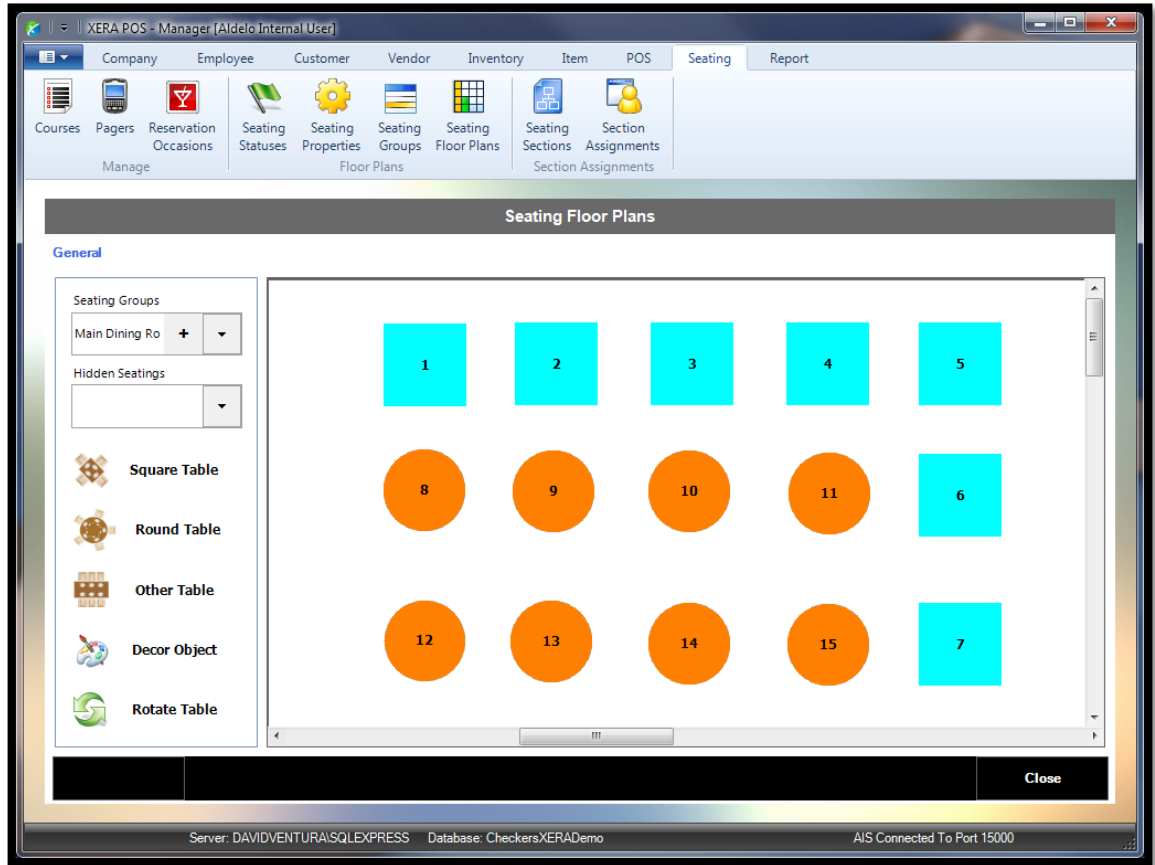 XERA POS - Manager [Aldelo Internal User]
Company Employee Customer Vendor Inventory Item POS Seating Report
Courses Pagers Reservation Occasions Seating Statuses Seating Properties Seating Groups Seating Floor Plans Seating Sections Section Assignments
Manage Floor Plans Section Assignments
Seating Floor Plans
General
Seating Groups
Main Dining Ro +
Hidden Seatings
Square Table
Round Table
Other Table
Decor Object
Rotate Table
1 2 3 4 5
8 9 10 11 6
12 13 14 15 7
Close
Server: DAVIDVENTURA\SQLEXPRESS Database: CheckersXERADemo AIS Connected To Port 15000